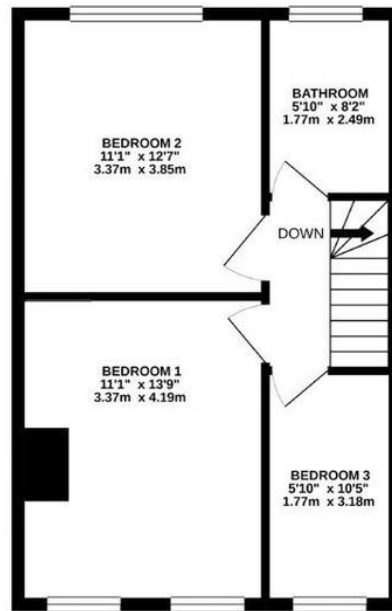 BATHROOM
5'10" x 8'2"
1.77m x 2.49m
BEDROOM 2
11'1" x 12'7"
3.37m x 3.85m
DOWN
BEDROOM 1
11'1" x 13'9"
3.37m x 4.19m
BEDROOM 3
5'10" x 10'5"
1.77m x 3.18m